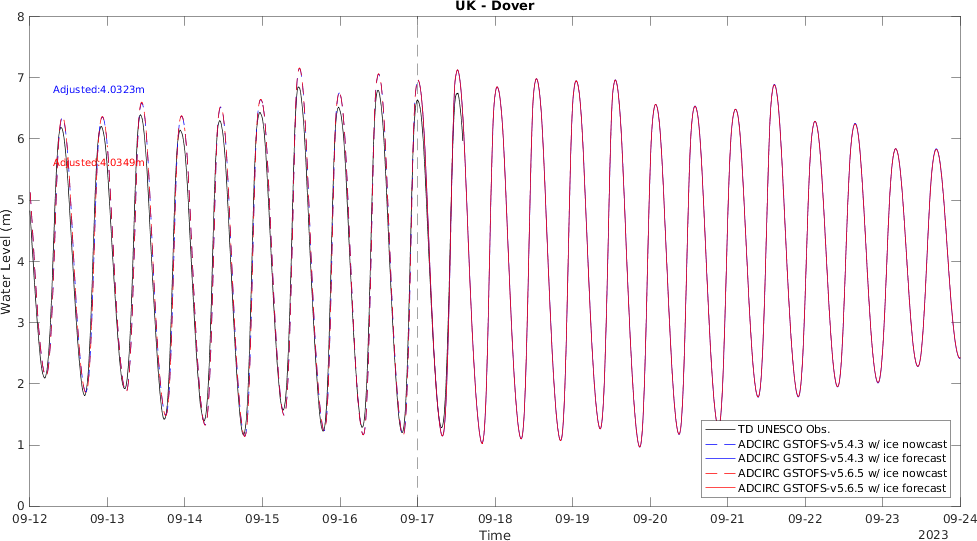 UK - Dover
8
7
6
5
4
3
2
1
0
Water Level (m)
Adjusted:4.0323m
Adjusted:4.0349m
TD UNESCO Obs.
ADCIRC GSTOFS-v5.4.3 w/ ice nowcast
ADCIRC GSTOFS-v5.4.3 w/ ice forecast
ADCIRC GSTOFS-v5.6.5 w/ ice nowcast
ADCIRC GSTOFS-v5.6.5 w/ ice forecast
09-12 09-13 09-14 09-15 09-16 09-17 09-18 09-19 09-20 09-21 09-22 09-23 09-24
Time
2023